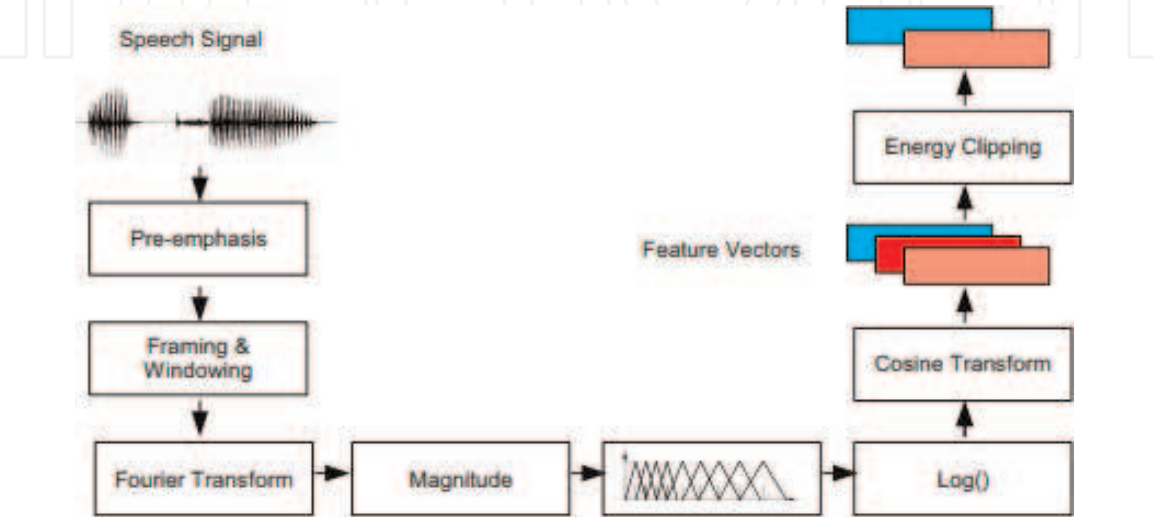 Speech Signal
Pre-emphasis
Framing &
Windowing
Fourier Transform
Magnitude
Log()
Cosine Transform
Feature Vectors
Energy Clipping